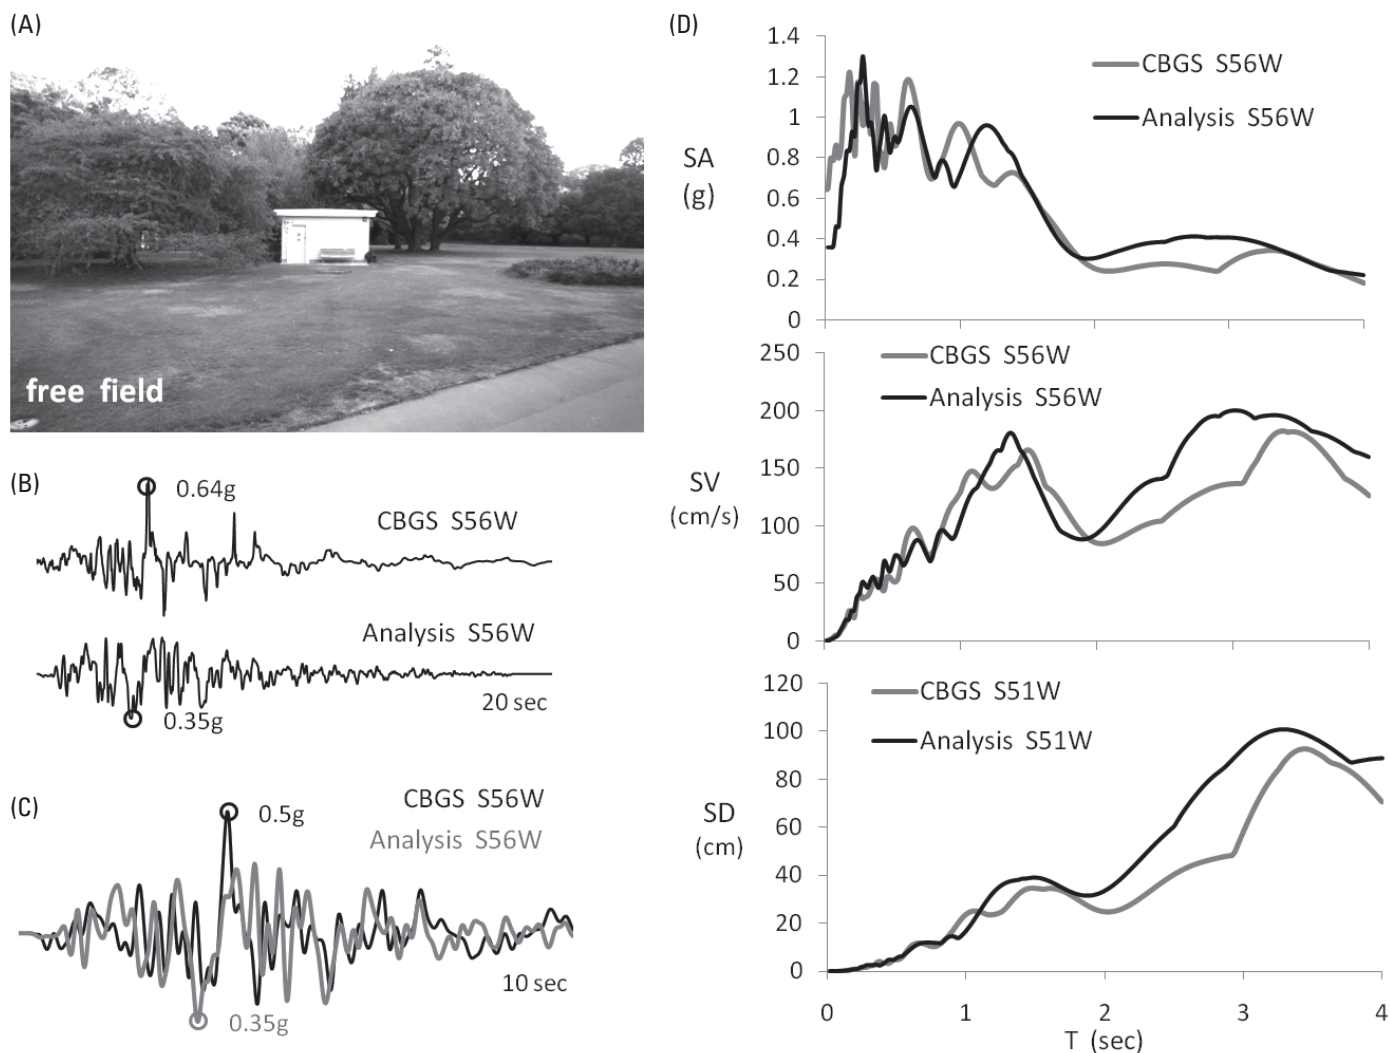 (A)
free field
(B)
0.64g
CBGS S56W
Analysis S56W
20 sec
0.35g
(C)
CBGS S56W
0.5g
Analysis S56W
10 sec
0.35g
(D)
1.4
1.2
1
0.8
0.6
0.4
0.2
0
SA
(g)
CBGS S56W
Analysis S56W
250
200
150
100
50
0
SV
(cm/s)
CBGS S56W
Analysis S56W
120
100
80
60
40
20
0
SD
(cm)
CBGS S51W
Analysis S51W
0
1
2
3
4
T (sec)